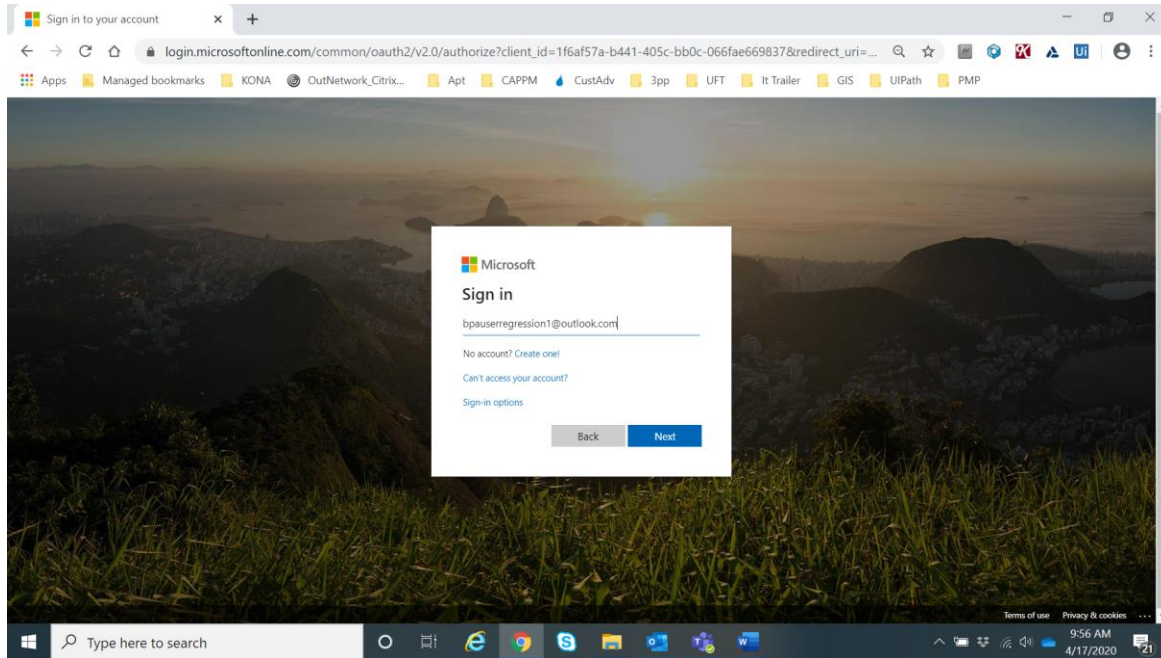 Sign in to your account
login.microsoftonline.com/common/oauth2/v2.0/authorize?client_id=1f6af57a-b441-405c-bb0c-066fae669837&redirect_uri=...
Apps Managed bookmarks KONA OutNetwork_Citrix... Apt CAPPM CustAdv 3pp UFT It Trailer GIS UIPath PMP
Microsoft
Sign in
bpauserregression1@outlook.com
No account? Create one!
Can't access your account?
Sign-in options
Back Next
Terms of use Privacy & cookies ...
Type here to search
9:56 AM
4/17/2020
21